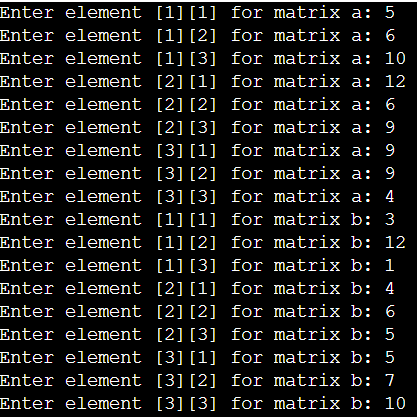 Enter element [1][1] for matrix a: 5
Enter element [1][2] for matrix a: 6
Enter element [1][3] for matrix a: 10
Enter element [2][1] for matrix a: 12
Enter element [2][2] for matrix a: 6
Enter element [2][3] for matrix a: 9
Enter element [3][1] for matrix a: 9
Enter element [3][2] for matrix a: 9
Enter element [3][3] for matrix a: 4
Enter element [1][1] for matrix b: 3
Enter element [1][2] for matrix b: 12
Enter element [1][3] for matrix b: 1
Enter element [2][1] for matrix b: 4
Enter element [2][2] for matrix b: 6
Enter element [2][3] for matrix b: 5
Enter element [3][1] for matrix b: 5
Enter element [3][2] for matrix b: 7
Enter element [3][3] for matrix b: 10